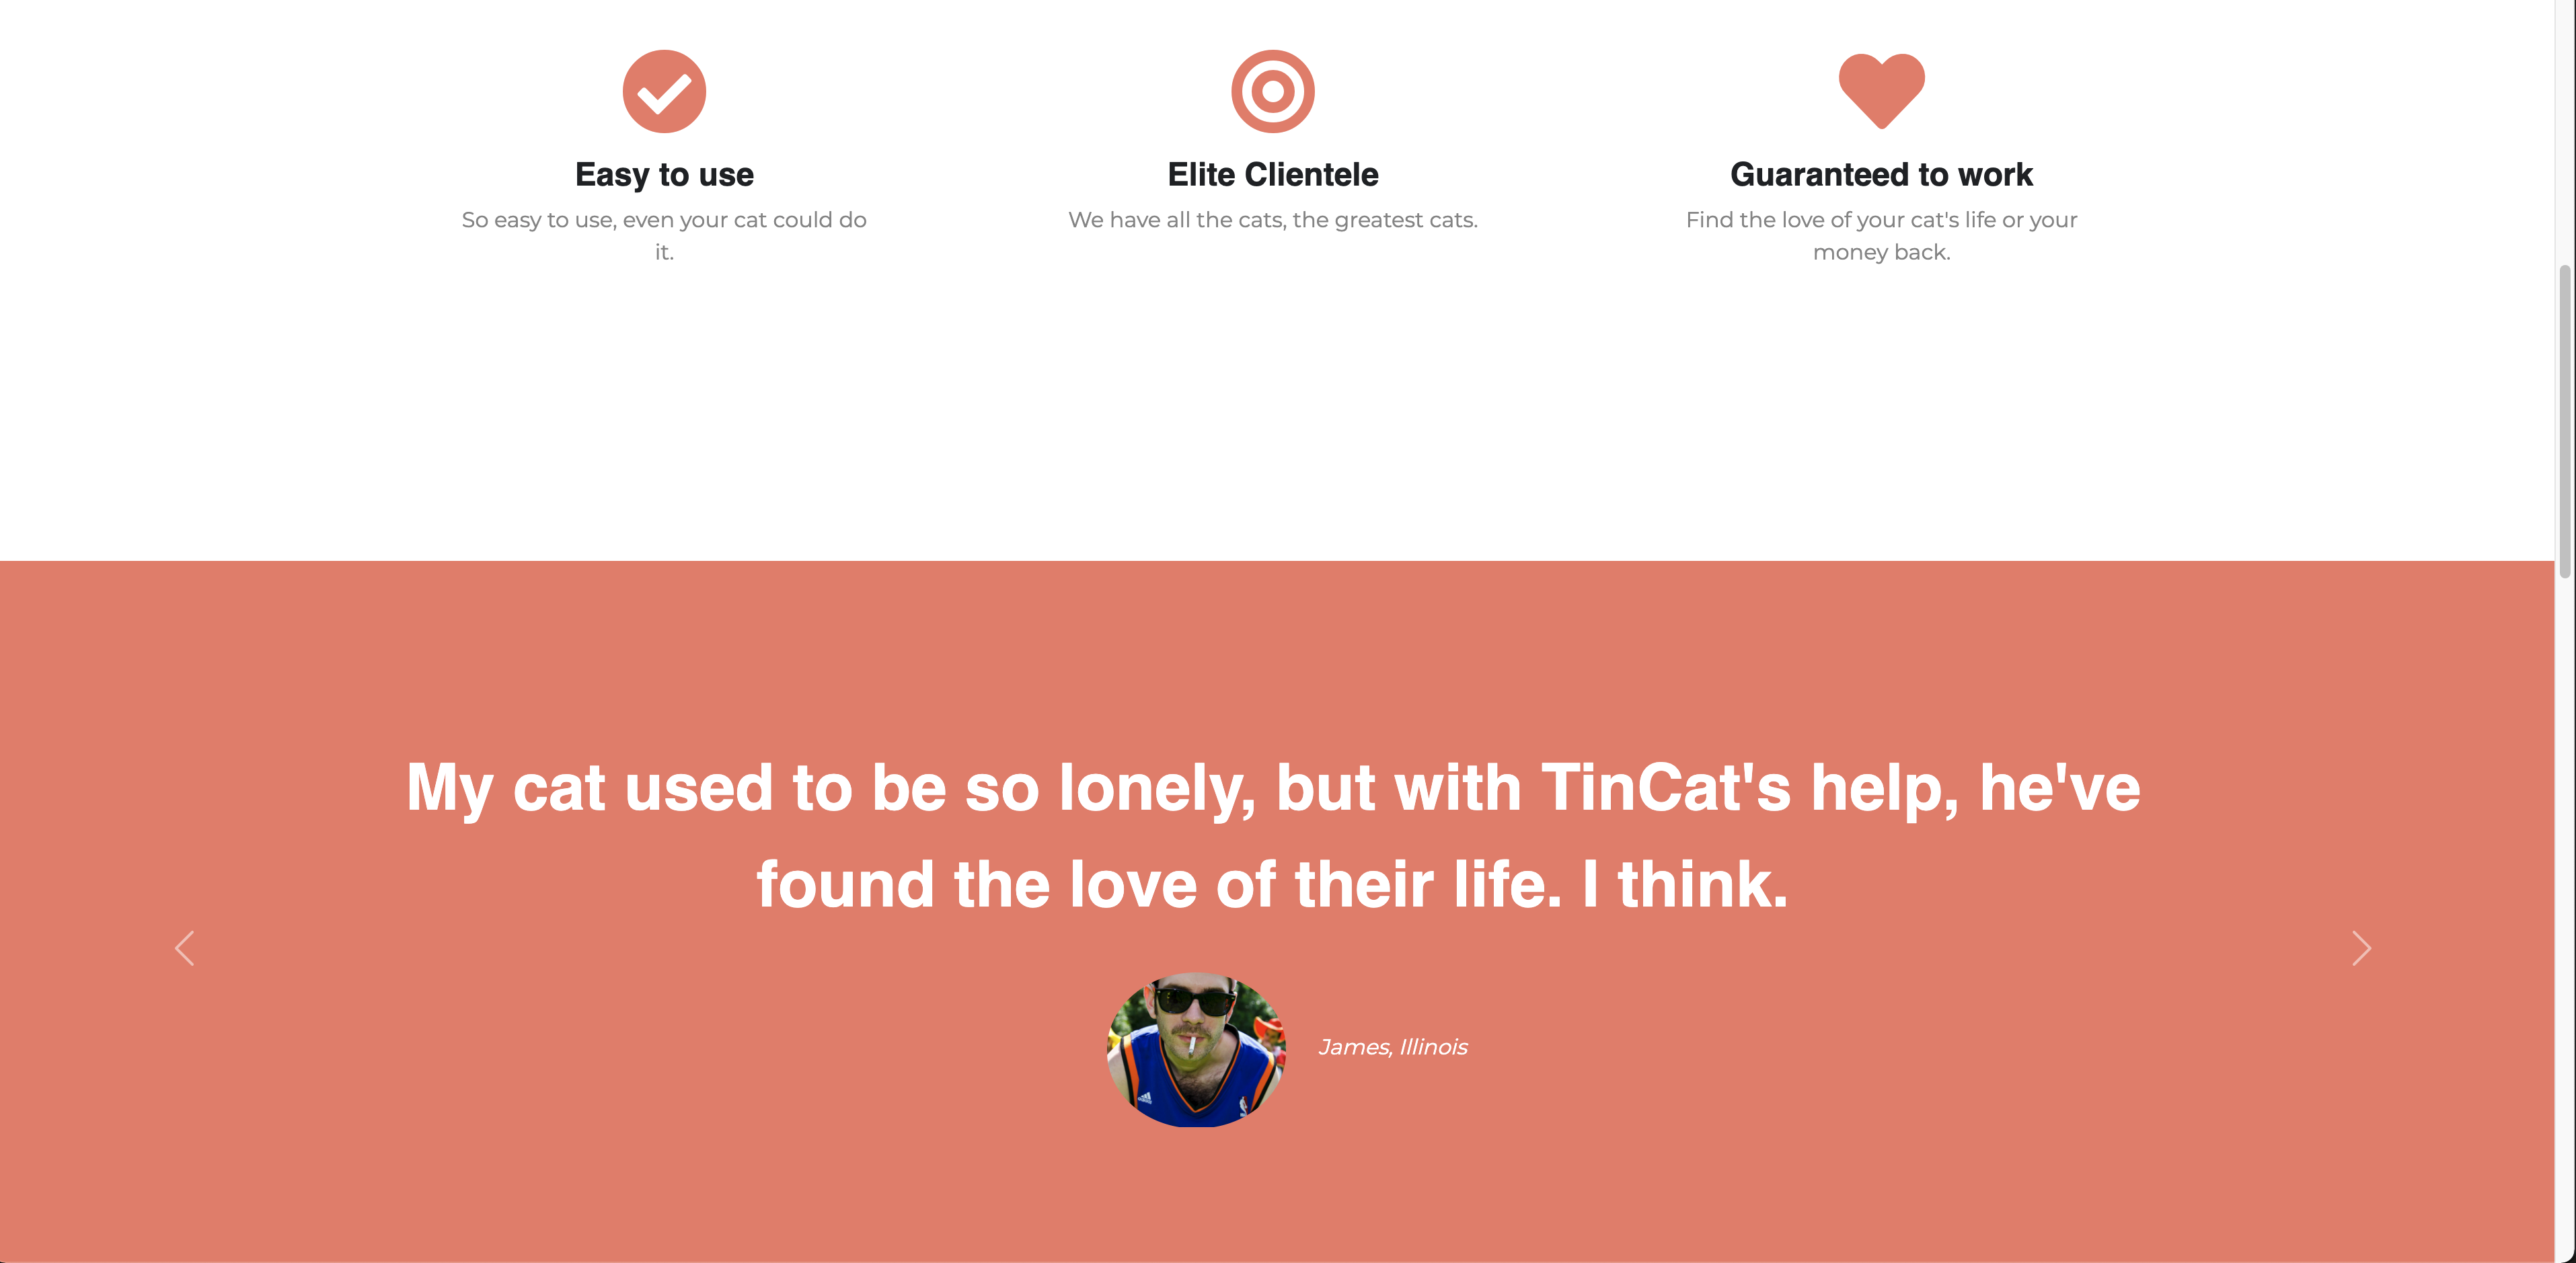 Easy to use
So easy to use, even your cat could do
it.
Elite Clientele
We have all the cats, the greatest cats.
Guaranteed to work
Find the love of your cat's life or your
money back.
My cat used to be so lonely, but with TinCat's help, he've
found the love of their life. I think.
James, Illinois